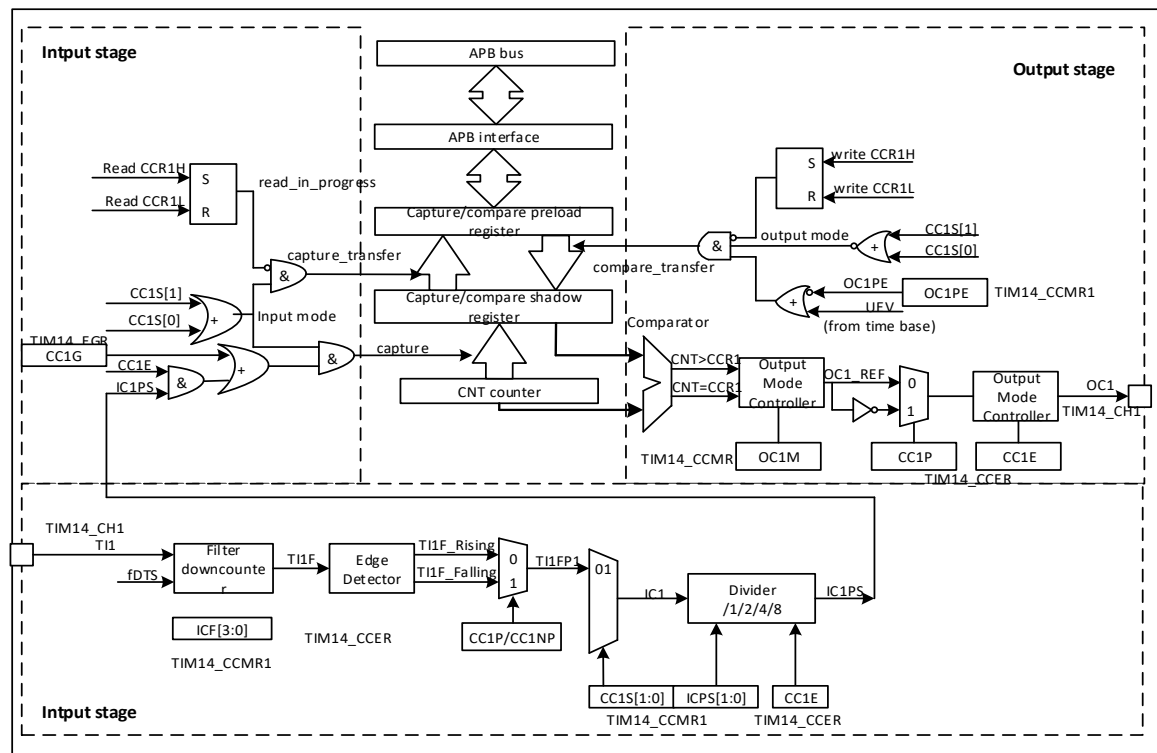 Intput stage
APB bus
Output stage
APB interface
Read CCR1H
S
read_in_progress
Read CCR1L
R
Capture/compare preload
register
S
write CCR1H
R
write CCR1L
&
output mode
+
CC1S[1]
CC1S[0]
capture_transfer
&
compare_transfer
CC1S[1]
CC1S[0]
+
Input mode
Capture/compare shadow
register
+
OC1PE
OC1PE
TIM14_CCMR1
UEV
(from time base)
TIM14_EGR
CC1G
CC1E
IC1PS
&
+
&
capture
CNT counter
Comparator
CNT>CCR1
CNT=CCR1
Output
Mode
Controller
OC1_REF
0
1
Output
Mode
Controller
OC1
TIM14_CH1
TIM14_CCMR
OC1M
CC1P
CC1E
TIM14_CCER
TIM14_CH1
TI1
fDTS
Filter
downcounte
r
TI1F
Edge
Detector
TI1F_Rising
TI1F_Falling
0
1
TI1FP1
01
IC1
Divider
/1/2/4/8
IC1PS
ICF[3:0]
TIM14_CCMR1
TIM14_CCER
CC1P/CC1NP
CC1S[1:0]
ICPS[1:0]
CC1E
TIM14_CCMR1
TIM14_CCER
Intput stage